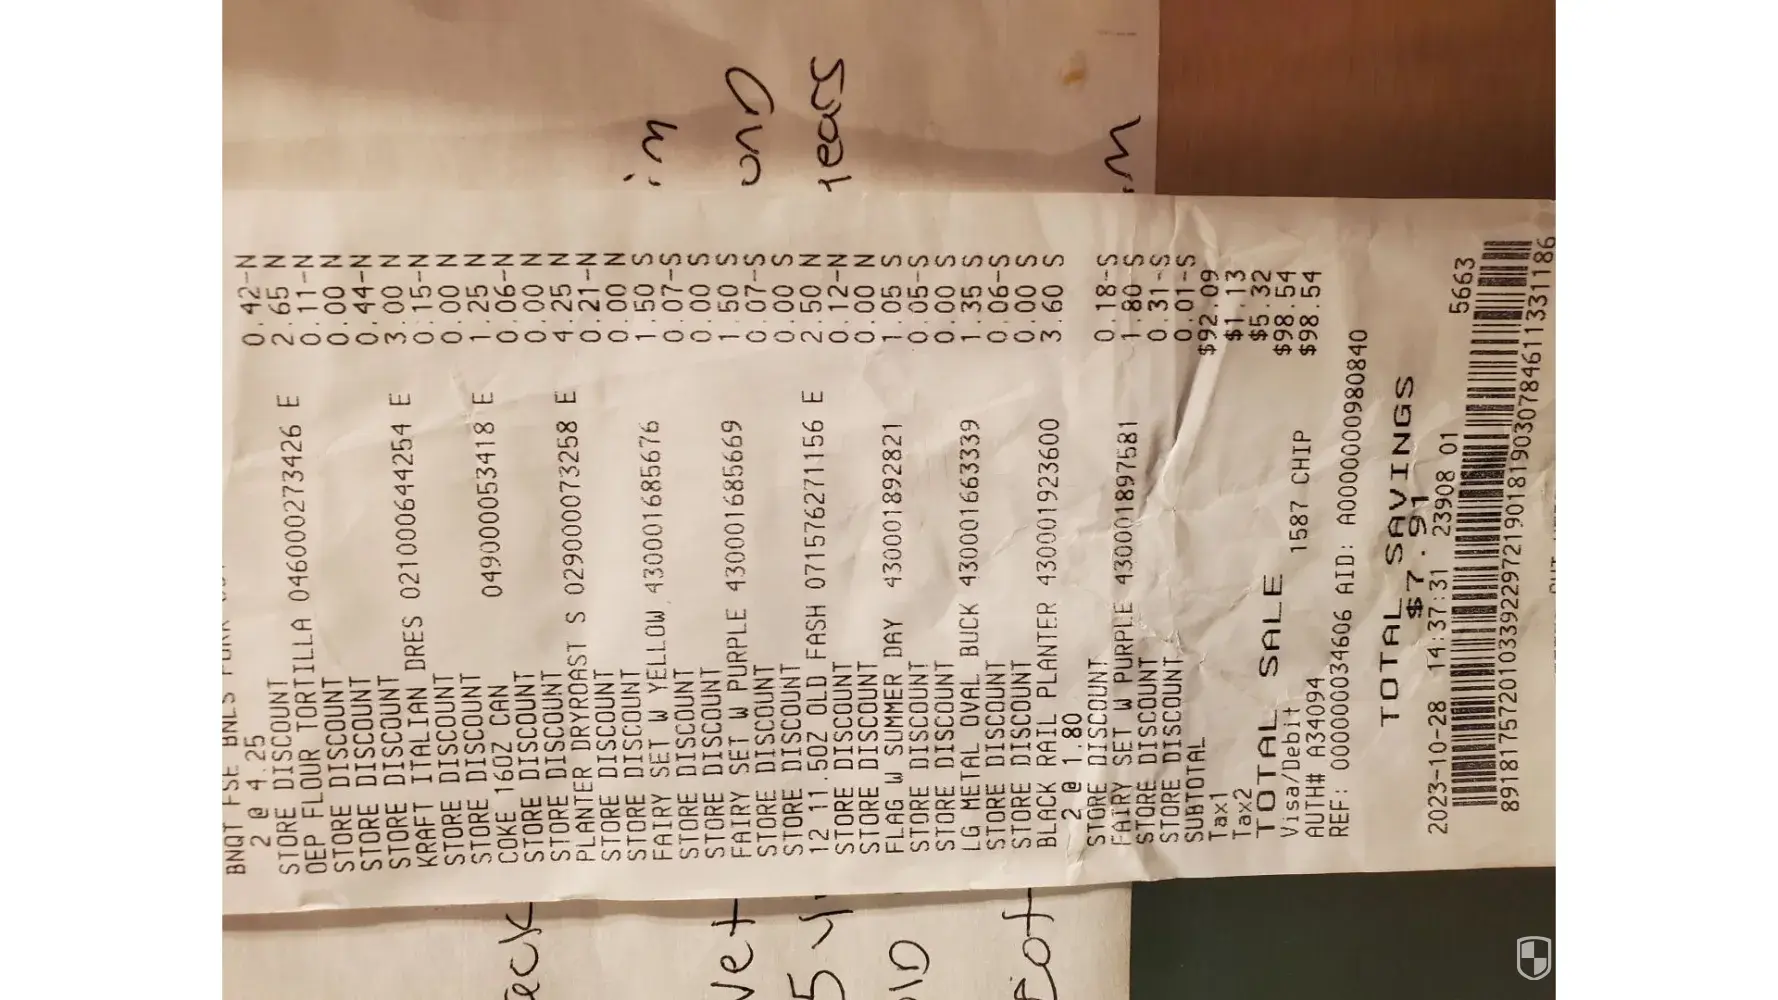 BNQT FSE BNLS PORK
2 @ 4.25
STORE DISCOUNT 0.42-N
OEP FLOUR TORTILLA 046000273426 E 2.65 N
STORE DISCOUNT 0.11-N
STORE DISCOUNT 0.00 N
STORE DISCOUNT 0.44-N
KRAFT ITALIAN DRES 021000644254 E 3.00 N
STORE DISCOUNT 0.15-N
STORE DISCOUNT 0.00 N
COKE 16OZ CAN 049000053418 E 1.25 N
STORE DISCOUNT 0.06-N
STORE DISCOUNT 0.00 N
PLANTER DRYROAST S 029000073258 E 4.25 N
STORE DISCOUNT 0.21-N
STORE DISCOUNT 0.00 N
FAIRY SET W YELLOW 430001685676 1.50 S
STORE DISCOUNT 0.07-S
STORE DISCOUNT 0.00 S
FAIRY SET W PURPLE 430001685669 1.50 S
STORE DISCOUNT 0.07-S
STORE DISCOUNT 0.00 S
12 11.5OZ OLD FASH 071576271156 E 2.50 N
STORE DISCOUNT 0.12-N
STORE DISCOUNT 0.00 N
FLAG W SUMMER DAY 430001892821 1.05 S
STORE DISCOUNT 0.05-S
STORE DISCOUNT 0.00 S
LG METAL OVAL BUCK 430001663339 1.35 S
STORE DISCOUNT 0.06-S
STORE DISCOUNT 0.00 S
BLACK RAIL PLANTER 430001923600 3.60 S
2 @ 1.80
STORE DISCOUNT 0.18-S
FAIRY SET W PURPLE 430001897581 1.80 S
STORE DISCOUNT 0.31-S
STORE DISCOUNT 0.01-S
SUBTOTAL $92.09
Tax1 $1.13
Tax2 $5.32
TOTAL SALE $98.54
Visa/Debit 1587 CHIP $98.54
AUTH# A34094
REF: 000000034606 AID: A0000000980840
TOTAL SAVINGS
$7.91
2023-10-28 14:37:31 23908 01 5663
in
und